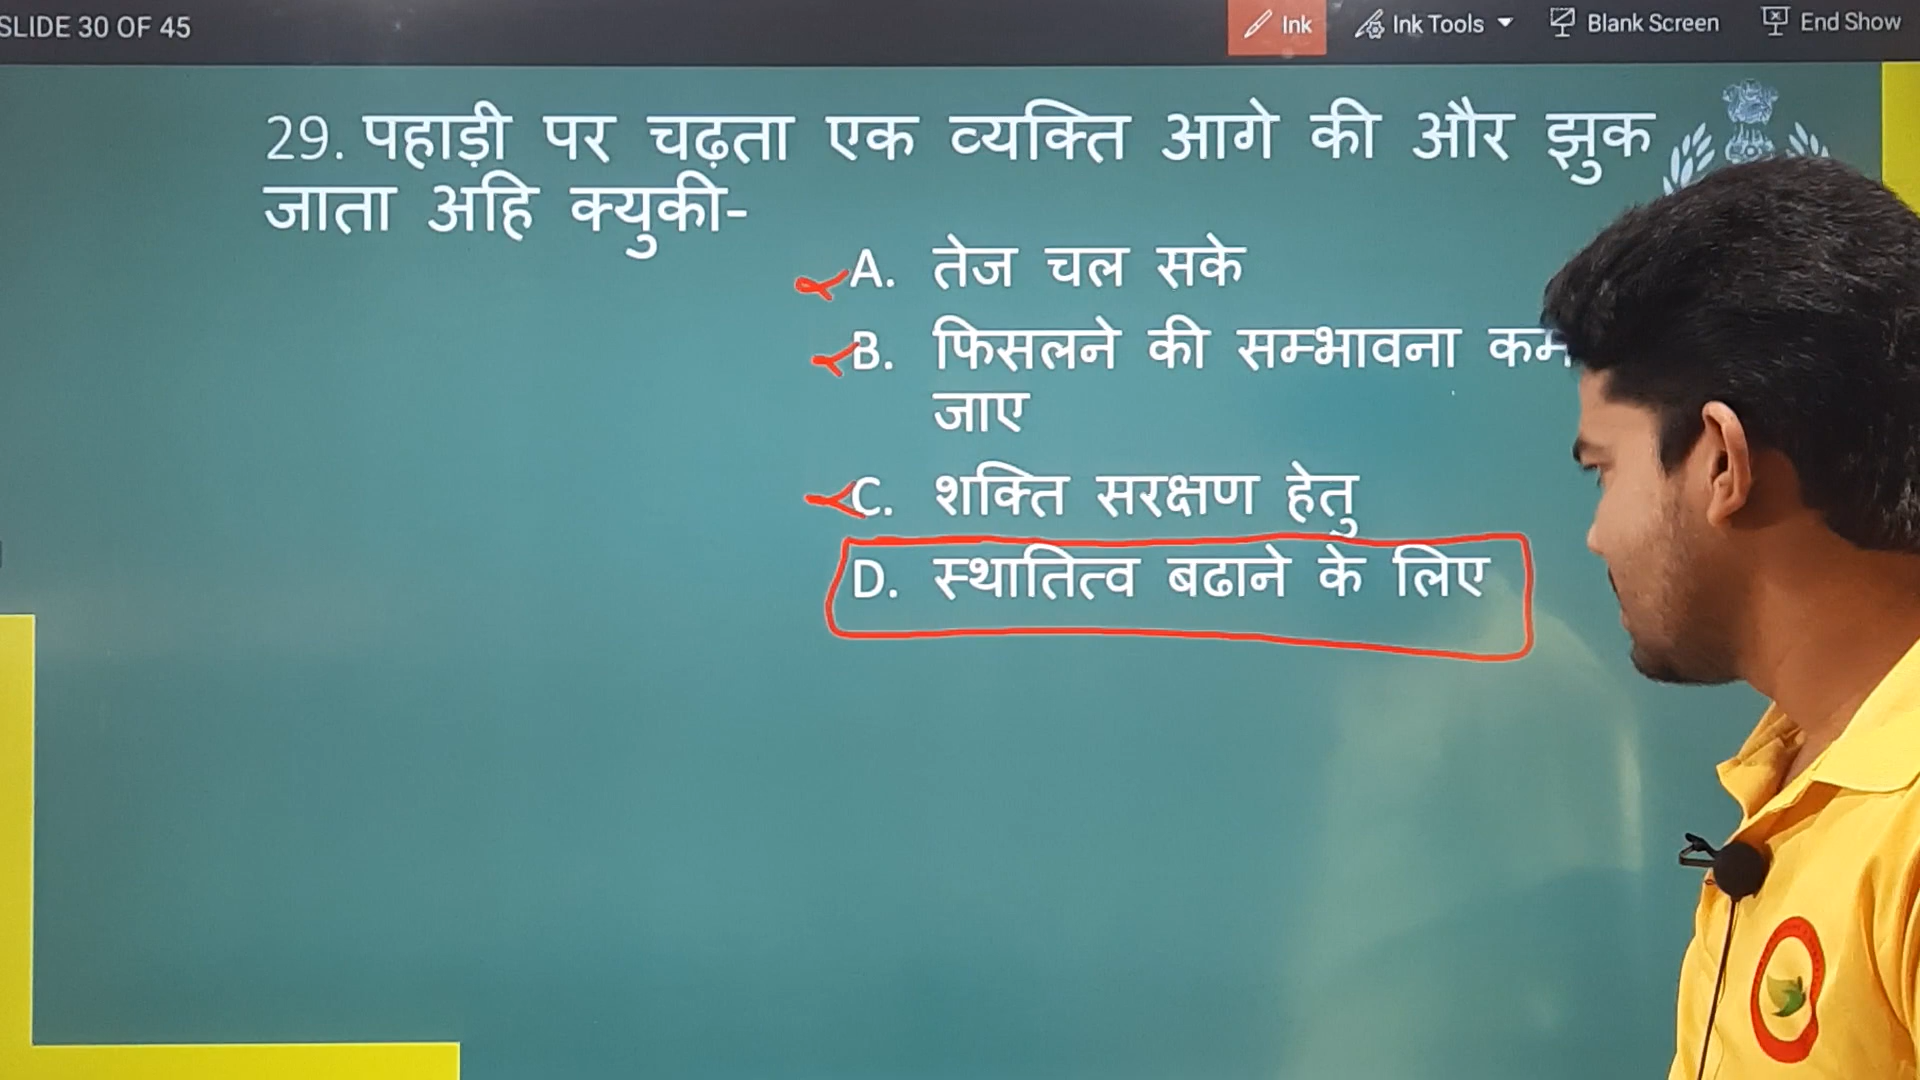 SLIDE 30 OF 45
Ink
Ink Tools
Blank Screen
End Show
29. पहाड़ी पर चढ़ता एक व्यक्ति आगे की और झुक
जाता अहि क्युकी-
A. तेज चल सके
B. फिसलने की सम्भावना कम
जाए
C. शक्ति सरक्षण हेतु
D. स्थातित्व बढाने के लिए